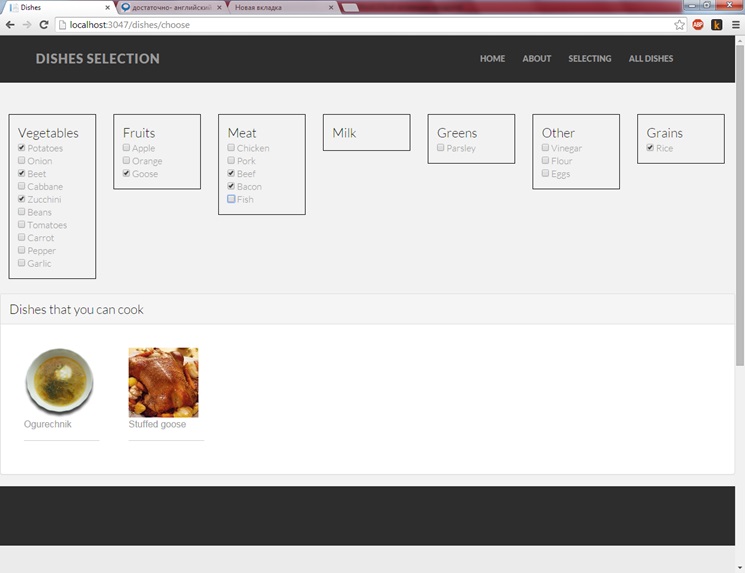 Dishes
достаточно- английский
Новая вкладка
localhost:3047/dishes/choose
ABP
k
DISHES SELECTION
HOME
ABOUT
SELECTING
ALL DISHES
Vegetables
Potatoes
Onion
Beet
Cabbane
Zucchini
Beans
Tomatoes
Carrot
Pepper
Garlic
Fruits
Apple
Orange
Goose
Meat
Chicken
Pork
Beef
Bacon
Fish
Milk
Greens
Parsley
Other
Vinegar
Flour
Eggs
Grains
Rice
Dishes that you can cook
Ogurechnik
Stuffed goose